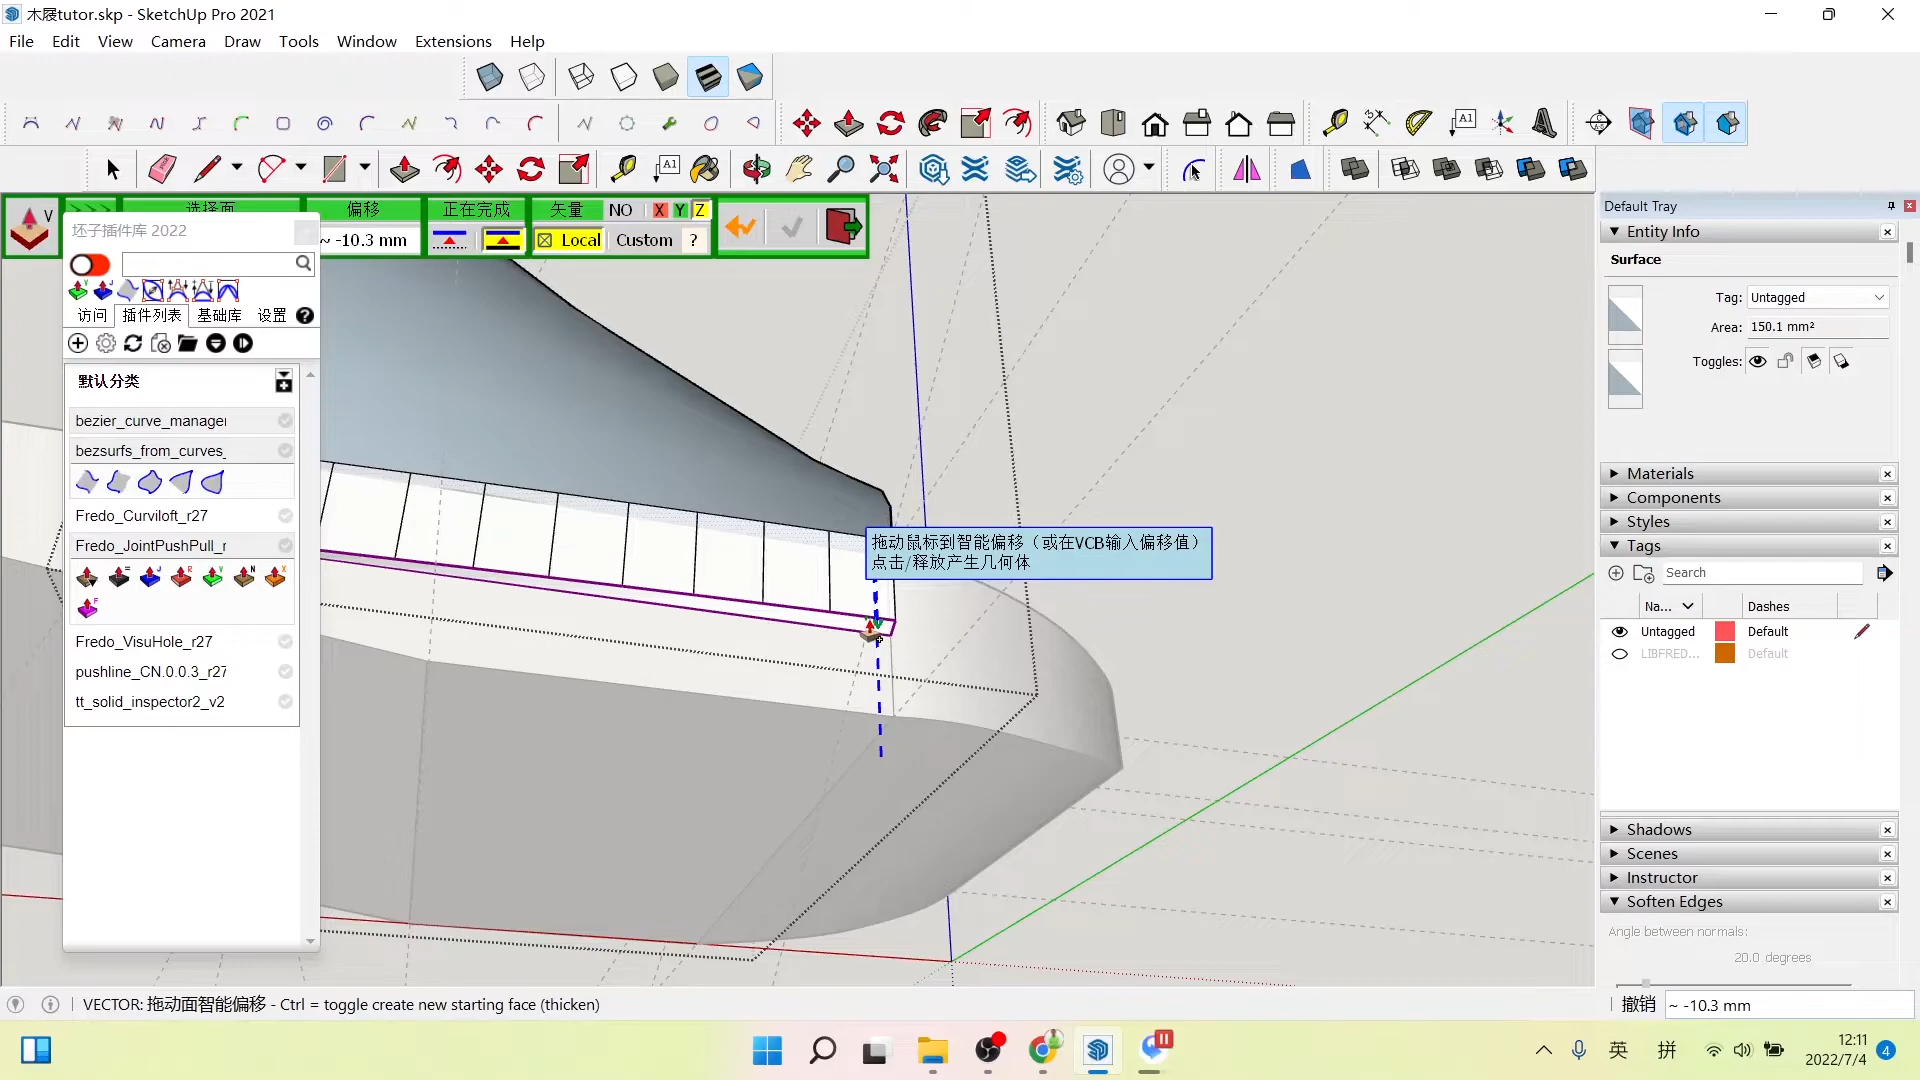 木屐tutor.skp - SketchUp Pro 2021
File Edit View Camera Draw Tools Window Extensions Help
A1
A1
V >>> 选择面 偏移 正在完成 矢量 NO X Y Z
~ -10.3 mm Local Custom ?
坯子插件库 2022
访问 插件列表 基础库 设置 ?
默认分类
bezier_curve_manager
bezsurfs_from_curves_
Fredo_Curviloft_r27
Fredo_JointPushPull_r
Fredo_VisuHole_r27
pushline_CN.0.0.3_r27
tt_solid_inspector2_v2
拖动鼠标到智能偏移（或在VCB输入偏移值）
点击/释放产生几何体
Default Tray
Entity Info
Surface
Tag: Untagged
Area: 150.1 mm²
Toggles:
Materials
Components
Styles
Tags
Search
Na... Dashes
Untagged Default
LIBFRED... Default
Shadows
Scenes
Instructor
Soften Edges
Angle between normals:
20.0 degrees
VECTOR: 拖动面智能偏移 - Ctrl = toggle create new starting face (thicken)
撤销 ~ -10.3 mm
英 拼 12:11
2022/7/4 4